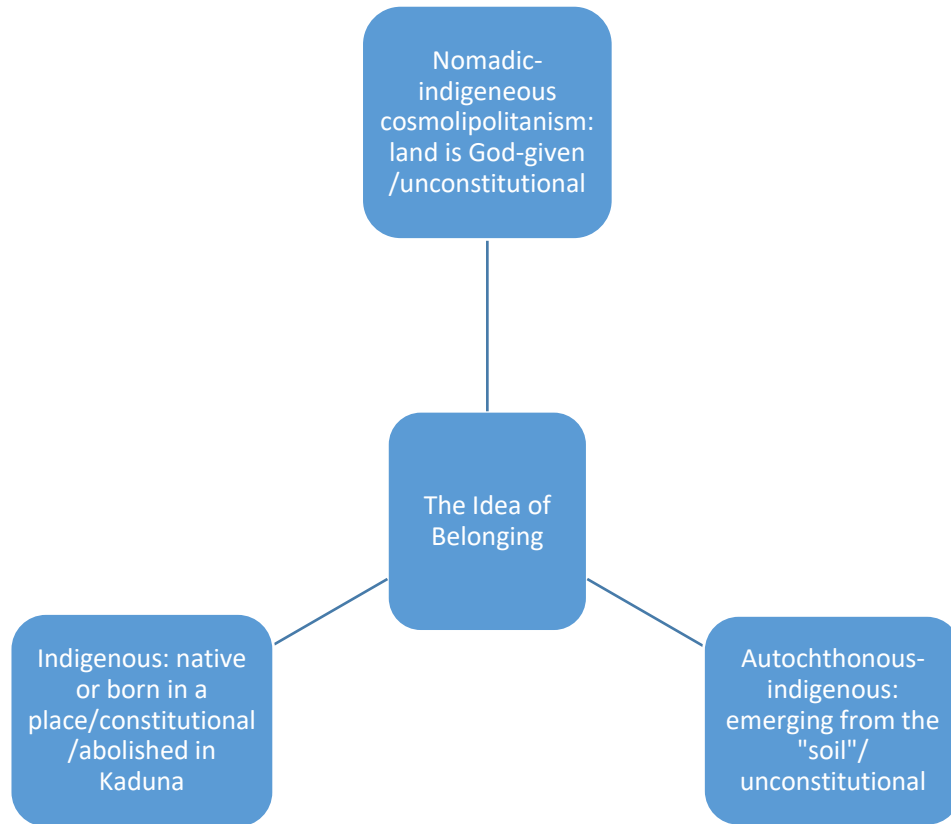 Nomadic-
indigeneous
cosmolipolitanism:
land is God-given
/unconstitutional
The Idea of
Belonging
Indigenous: native
or born in a
place/constitutional
/abolished in
Kaduna
Autochthonous-
indigenous:
emerging from the
"soil"/
unconstitutional